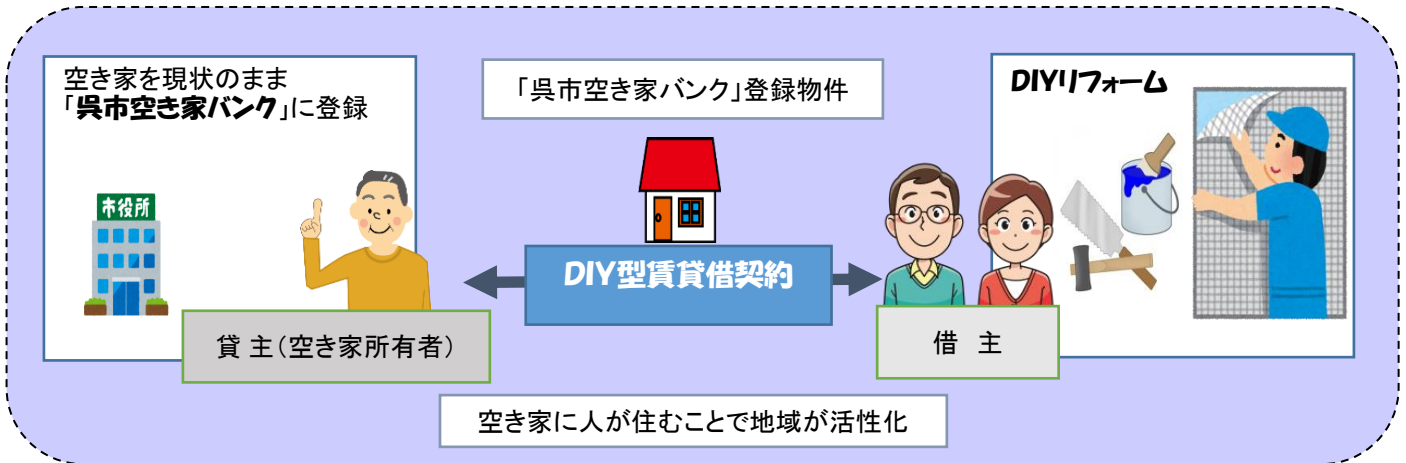 空き家を現状のまま
「呉市空き家バンク」に登録
市役所
貸 主（空き家所有者）
「呉市空き家バンク」登録物件
DIY型賃貸借契約
DIYリフォーム
借　主
空き家に人が住むことで地域が活性化